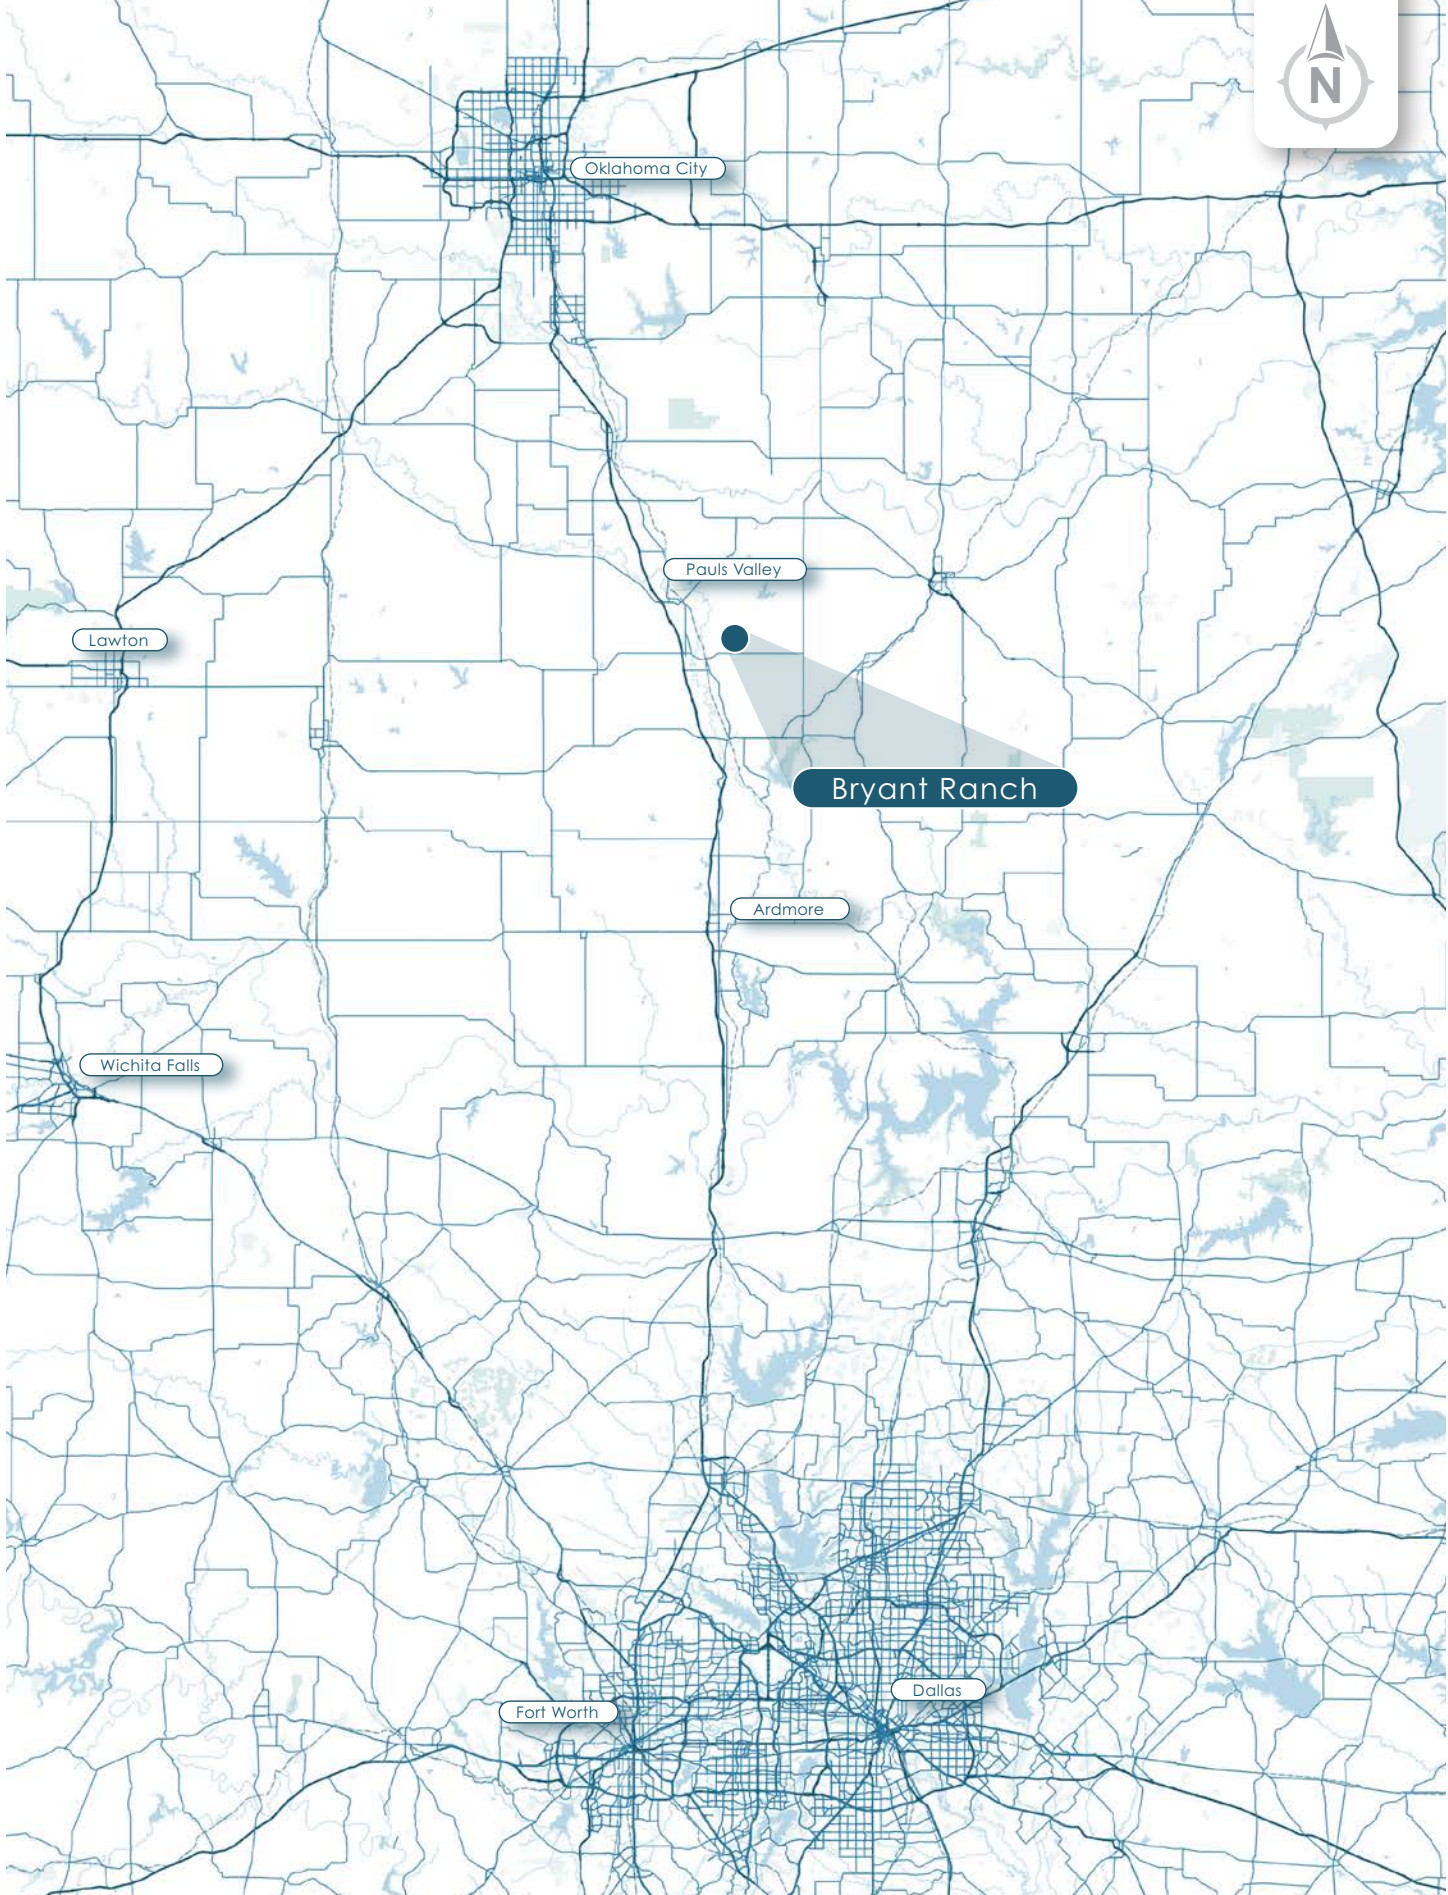 N
Oklahoma City
Pauls Valley
Lawton
Bryant Ranch
Ardmore
Wichita Falls
Dallas
Fort Worth